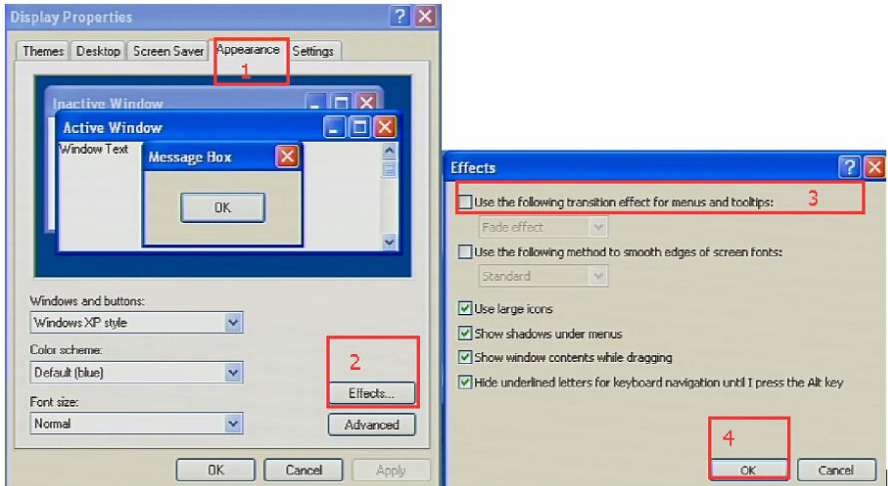 Display Properties
Themes Desktop Screen Saver Appearance Settings
1
Inactive Window
Active Window
Window Text
Message Box
OK
Windows and buttons:
Windows XP style
Color scheme:
Default (blue)
2
Effects...
Font size:
Normal
Advanced
OK Cancel Apply
Effects
Use the following transition effect for menus and tooltips: 3
Fade effect
Use the following method to smooth edges of screen fonts:
Standard
Use large icons
Show shadows under menus
Show window contents while dragging
Hide underlined letters for keyboard navigation until I press the Alt key
4
OK Cancel